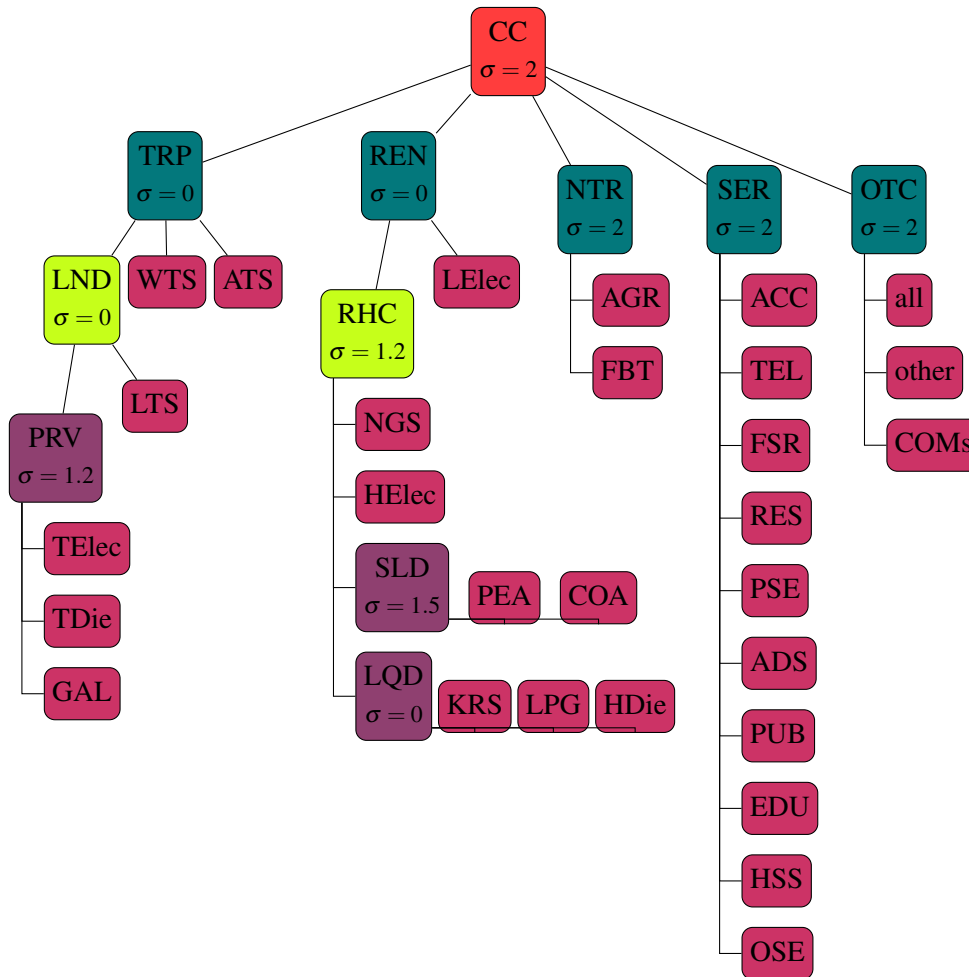 CC
σ = 2
TRP
σ = 0
REN
σ = 0
NTR
σ = 2
SER
σ = 2
OTC
σ = 2
LND
σ = 0
WTS
ATS
LElec
RHC
σ = 1.2
AGR
ACC
all
FBT
TEL
other
LTS
PRV
σ = 1.2
NGS
FSR
COMs
HElec
RES
TElec
SLD
σ = 1.5
PEA
COA
PSE
TDie
ADS
GAL
LQD
σ = 0
KRS
LPG
HDie
PUB
EDU
HSS
OSE